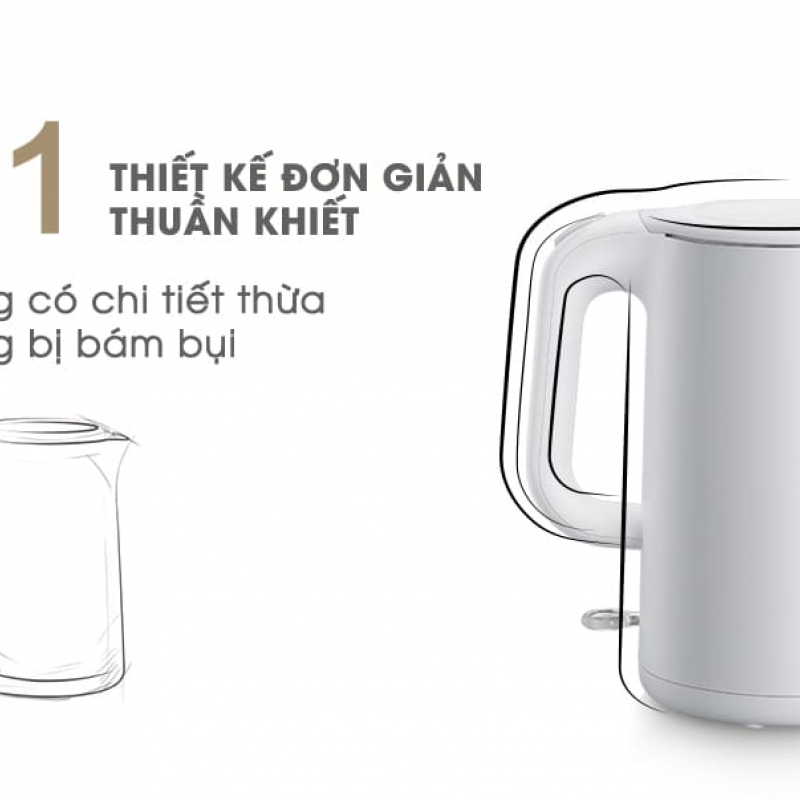 1
THIẾT KẾ ĐƠN GIẢN
THUẦN KHIẾT
g có chi tiết thừa
g bị bám bụi